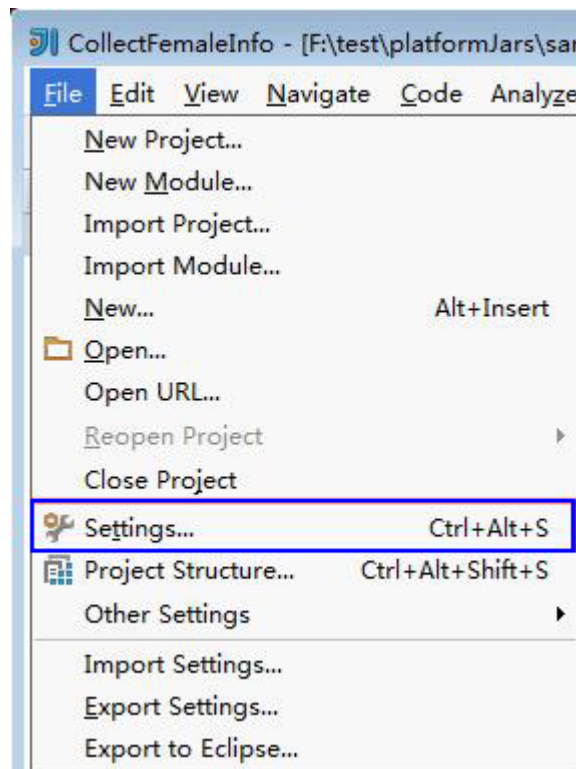 CollectFemaleInfo - [F:\test\platformJars\sar
File Edit View Navigate Code Analyze
New Project...
New Module...
Import Project...
Import Module...
New... Alt+Insert
Open...
Open URL...
Reopen Project
Close Project
Settings... Ctrl+Alt+S
Project Structure... Ctrl+Alt+Shift+S
Other Settings
Import Settings...
Export Settings...
Export to Eclipse...